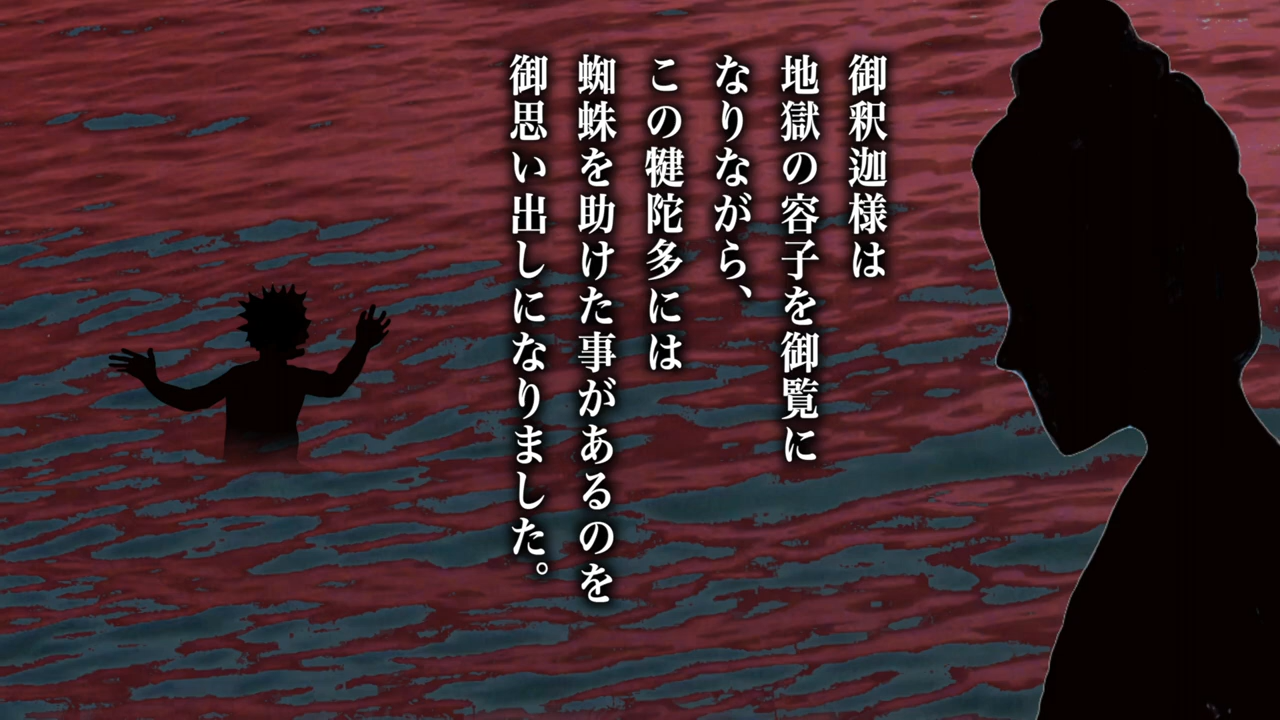 御釈迦様は
地獄の容子を御覧に
なりながら、
この犍陀多には
蜘蛛を助けた事があるのを
御思い出しになりました。